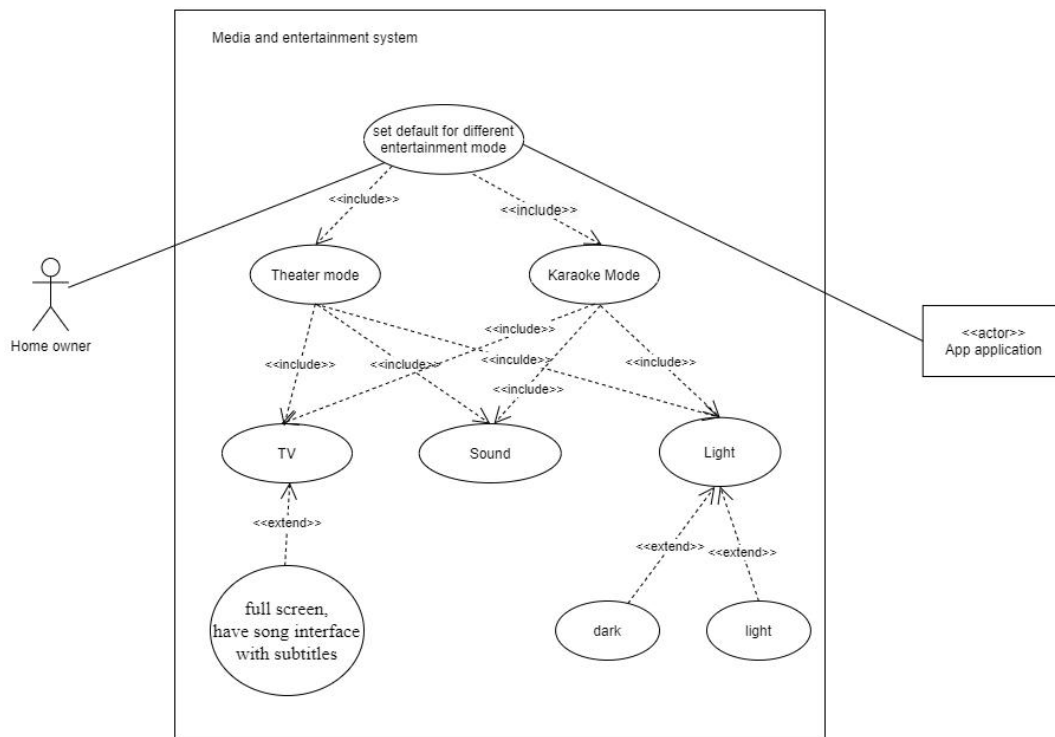 Media and entertainment system
set default for different
entertainment mode
<<include>>
<<include>>
Theater mode
Karaoke Mode
Home owner
<<actor>>
App application
<<include>>
<<include>>
<<inculde>>
<<include>>
<<include>>
<<include>>
TV
Sound
Light
<<extend>>
<<extend>>
<<extend>>
full screen,
have song interface
with subtitles
dark
light